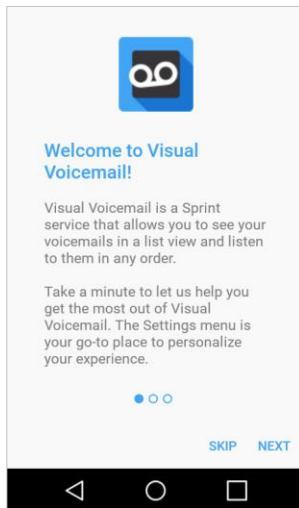 Welcome to Visual
Voicemail!
Visual Voicemail is a Sprint
service that allows you to see your
voicemails in a list view and listen
to them in any order.
Take a minute to let us help you
get the most out of Visual
Voicemail. The Settings menu is
your go-to place to personalize
your experience.
SKIP NEXT